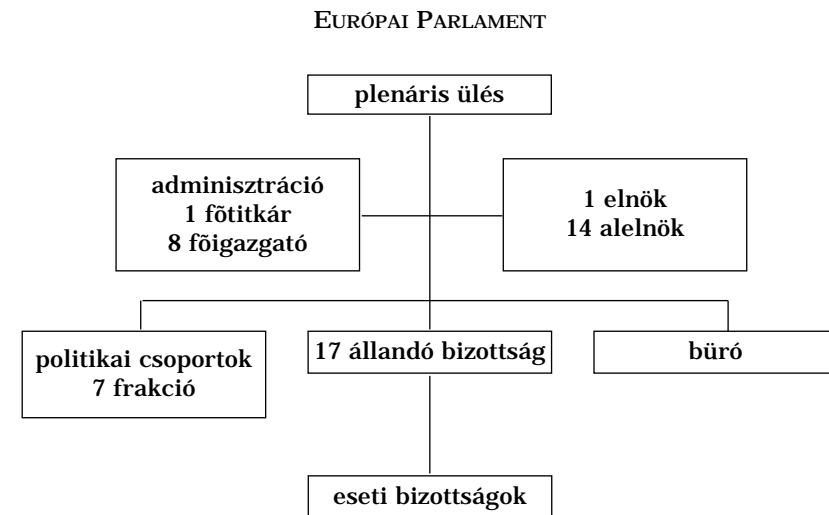 EURÓPAI PARLAMENT
plenáris ülés
adminisztráció
1 fõtitkár
8 fõigazgató
1 elnök
14 alelnök
politikai csoportok
7 frakció
17 állandó bizottság
büró
eseti bizottságok